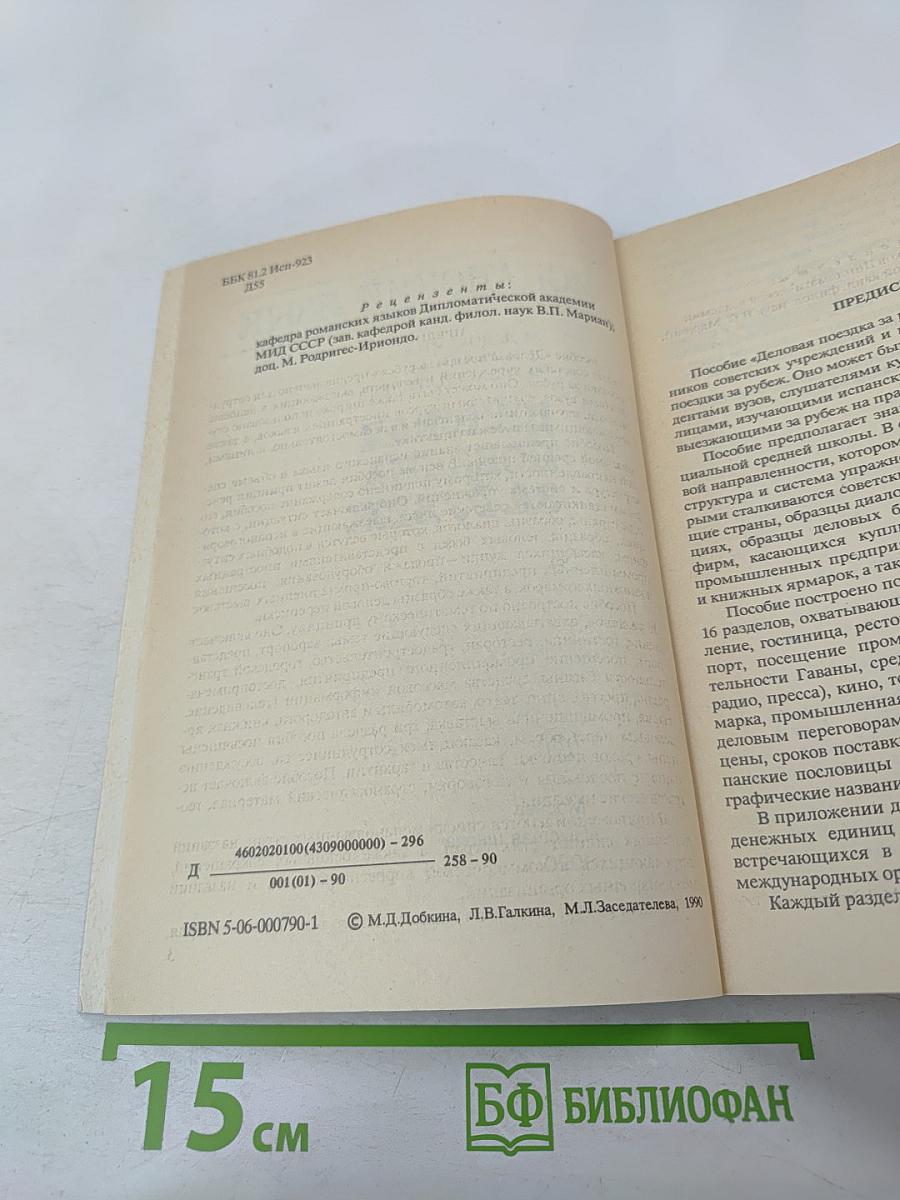 ББК 81.2 Исп-923
Д55
Рецензенты:
кафедра романских языков Дипломатической академии
МИД СССР (зав. кафедрой канд. филол. наук В.П. Мариан);
доц. М. Родригес-Ириондо.
Д 4602020100(4309000000) – 296
001(01) – 90
258 – 90
ISBN 5-06-000790-1 © М.Д.Добкина, Л.В.Галкина, М.Л.Заседателева, 1990
ПРЕДИС
Пособие «Деловая поездка за
ников советских учреждений и
поездки за рубеж. Оно может бы
дентами вузов, слушателями ку
лицами, изучающими испанск
выезжающими за рубеж на пра
Пособие предполагает зна
циальной средней школы. В
вой направленности, котором
структура и система упражне
рыми сталкиваются советск
щие страны, образцы диало
циях, образцы деловых б
фирм, касающихся купл
промышленных предпри
и книжных ярмарок, а так
Пособие построено по
16 разделов, охватывающ
ление, гостиница, ресто
порт, посещение пром
тельности Гаваны, сред
радио, пресса), кино, т
марка, промышленная
деловым переговорам
цены, сроков поставк
панские пословицы
графические назван
В приложении д
денежных единиц
встречающихся в
международных ор
Каждый раздел
15 см
БФ БИБЛИОФАН